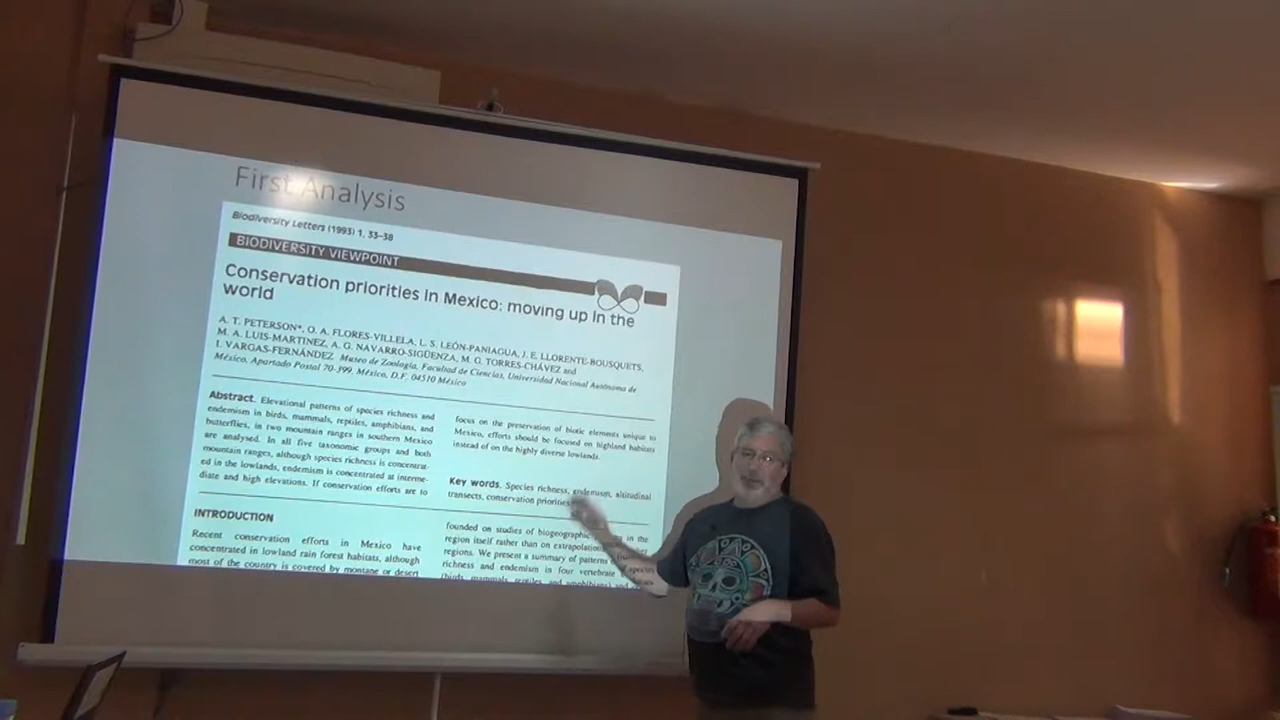 First Analysis
Biodiversity Letters (1993) 1, 33–38
BIODIVERSITY VIEWPOINT
Conservation priorities in Mexico: moving up in the
world
A. T. PETERSON*, O. A. FLORES-VILLELA, L. S. LEÓN-PANIAGUA, J. E. LLORENTE-BOUSQUETS,
M. A. LUIS-MARTINEZ, A. G. NAVARRO-SIGÜENZA, M. G. TORRES-CHÁVEZ and
I. VARGAS-FERNÁNDEZ Museo de Zoología, Facultad de Ciencias, Universidad Nacional Autónoma de
México, Apartado Postal 70-399, México, D.F. 04510 México
Abstract. Elevational patterns of species richness and
endemism in birds, mammals, reptiles, amphibians, and
butterflies, in two mountain ranges in southern Mexico
are analysed. In all five taxonomic groups and both
mountain ranges, although species richness is concentrat-
ed in the lowlands, endemism is concentrated at interme-
diate and high elevations. If conservation efforts are to
focus on the preservation of biotic elements unique to
Mexico, efforts should be focused on highland habitats
instead of on the highly diverse lowlands.
Key words. Species richness, endemism, altitudinal
transects, conservation priorities
INTRODUCTION
Recent conservation efforts in Mexico have
concentrated in lowland rain forest habitats, although
most of the country is covered by montane or desert
founded on studies of biogeographic in the
region itself rather than on extrapolations
regions. We present a summary of patterns of
richness and endemism in four vertebrate
(birds, mammals, reptiles and amphibians) and